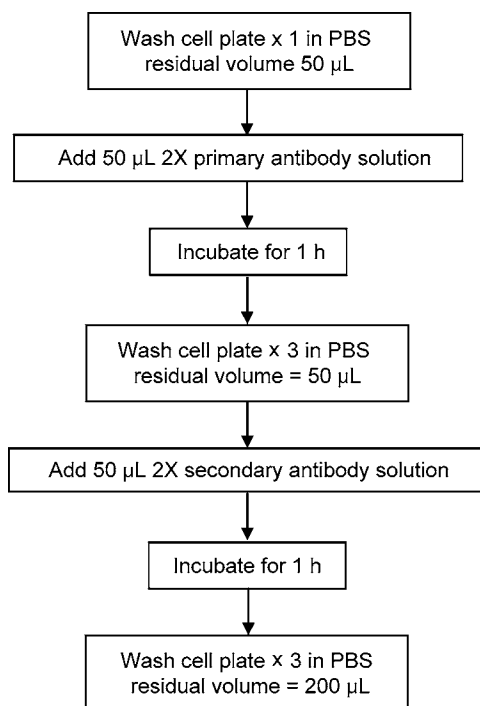 Wash cell plate x 1 in PBS
residual volume 50 µL
Add 50 µL 2X primary antibody solution
Incubate for 1 h
Wash cell plate × 3 in PBS
residual volume = 50 µL
Add 50 µL 2X secondary antibody solution
Incubate for 1 h
Wash cell plate × 3 in PBS
residual volume = 200 µL